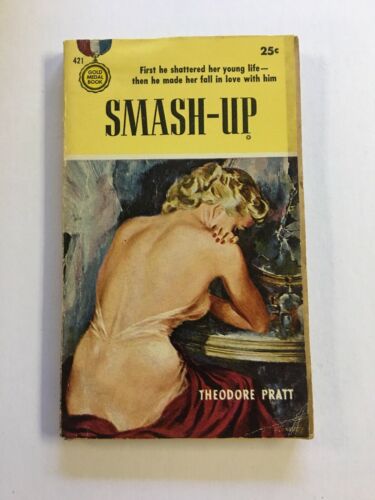 421
GOLD
MEDAL
BOOK
25¢
First he shattered her young life—
then he made her fall in love with him
SMASH-UP
THEODORE PRATT